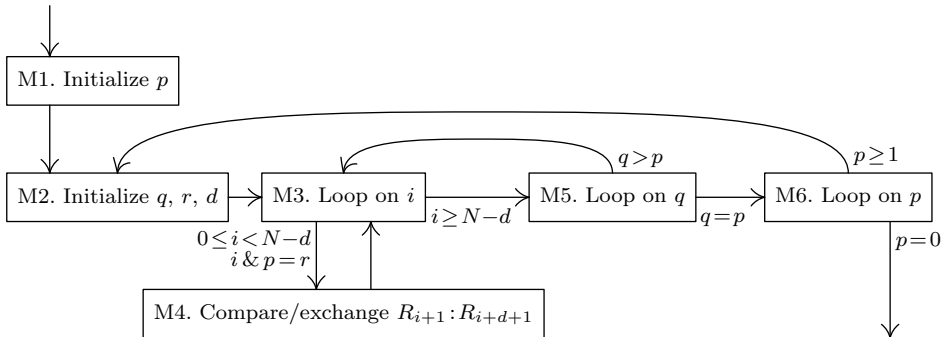 M1. Initialize p
p ≥ 1
q > p
M2. Initialize q, r, d
M3. Loop on i
M5. Loop on q
M6. Loop on p
i ≥ N−d
q = p
0 ≤ i < N−d
p = 0
i & p = r
M4. Compare/exchange R_{i+1} : R_{i+d+1}